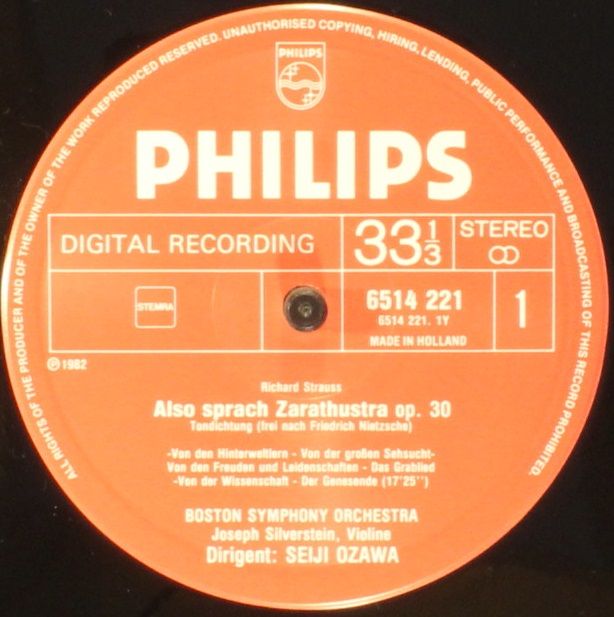 ALL RIGHTS OF THE PRODUCER AND OF THE OWNER OF THE WORK REPRODUCED RESERVED. UNAUTHORISED COPYING, HIRING, LENDING, PUBLIC PERFORMANCE AND BROADCASTING OF THIS RECORD PROHIBITED.
PHILIPS
PHILIPS
DIGITAL RECORDING
33 1/3
STEREO
STEMRA
6514 221
6514 221. 1Y
MADE IN HOLLAND
1
℗ 1982
Richard Strauss
Also sprach Zarathustra op. 30
Tondichtung (frei nach Friedrich Nietzsche)
-Von den Hinterweltlern - Von der großen Sehsucht-
Von den Freuden und Leidenschaften - Das Grablied
-Von der Wissenschaft - Der Genesende (17'25'')
BOSTON SYMPHONY ORCHESTRA
Joseph Silverstein, Violine
Dirigent: SEIJI OZAWA